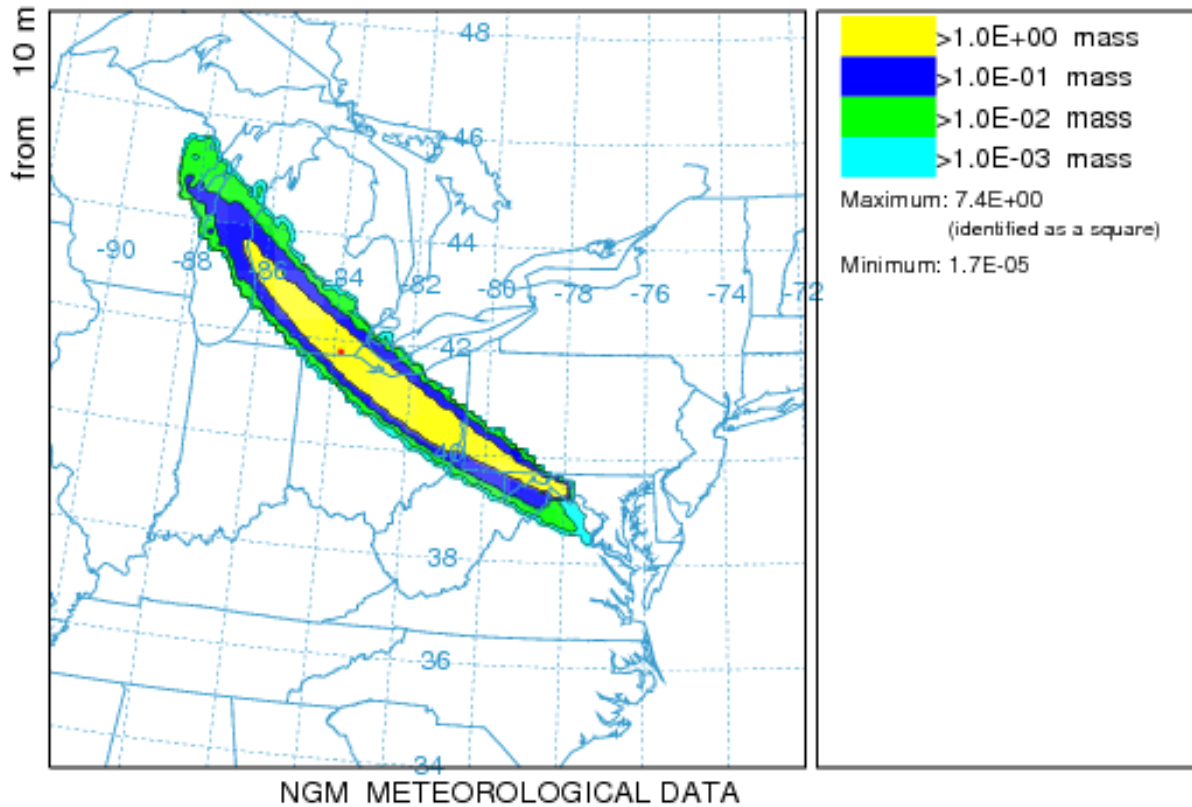 from 10 m
48
46
44
-90
-88
-86
-84
-82
-80
-78
-76
-74
-72
42
40
38
36
34
NGM METEOROLOGICAL DATA
>1.0E+00 mass
>1.0E-01 mass
>1.0E-02 mass
>1.0E-03 mass
Maximum: 7.4E+00
(identified as a square)
Minimum: 1.7E-05